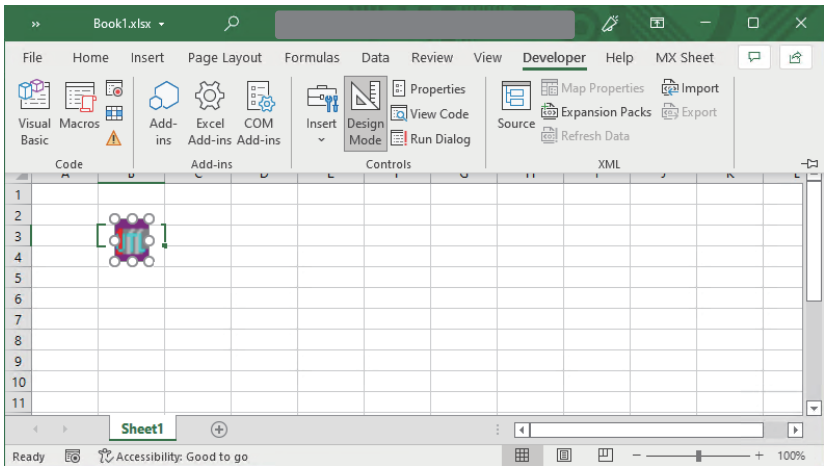 Book1.xlsx
File Home Insert Page Layout Formulas Data Review View Developer Help MX Sheet
Visual Basic
Macros
Add-ins
Excel Add-ins
COM Add-ins
Insert
Design Mode
Properties
View Code
Run Dialog
Source
Map Properties
Expansion Packs
Refresh Data
Import
Export
Code Add-ins Controls XML
1
2
3
4
5
6
7
8
9
10
11
Sheet1
Ready Accessibility: Good to go 100%